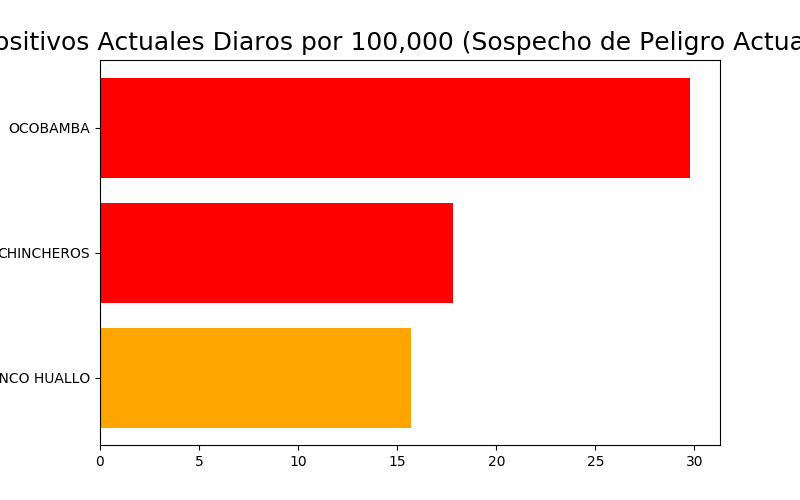 ositivos Actuales Diaros por 100,000 (Sospecho de Peligro Actua
OCOBAMBA
CHINCHEROS
NCO HUALLO
0 5 10 15 20 25 30